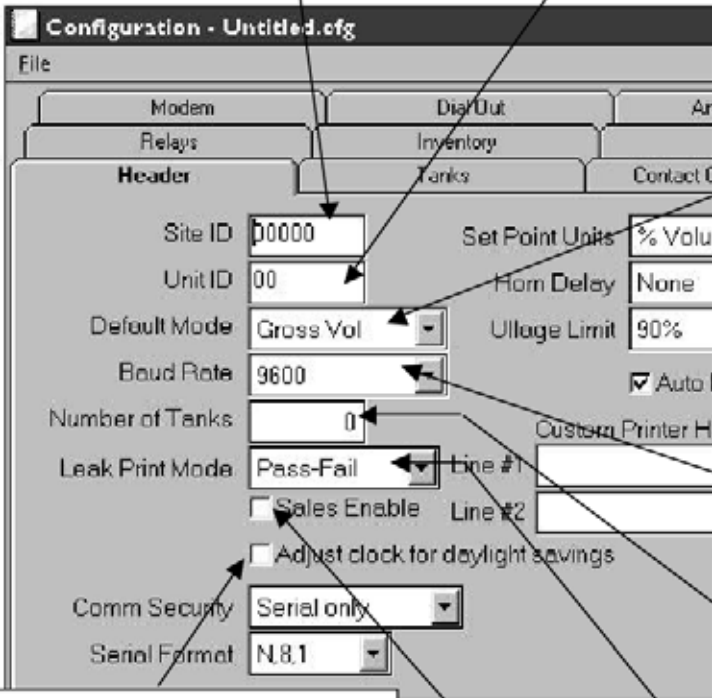 Configuration - Untitled.cfg
File
Modem Dial Out
Relays Inventory
Header Tanks Contact
Site ID 00000 Set Point Units % Volu
Unit ID 00 Horn Delay None
Default Mode Gross Vol Ullage Limit 90%
Baud Rate 9600 Auto
Number of Tanks 0 Custom Printer H
Leak Print Mode Pass-Fail Line #1
Sales Enable Line #2
Adjust clock for daylight savings
Comm Security Serial only
Serial Format N,8,1